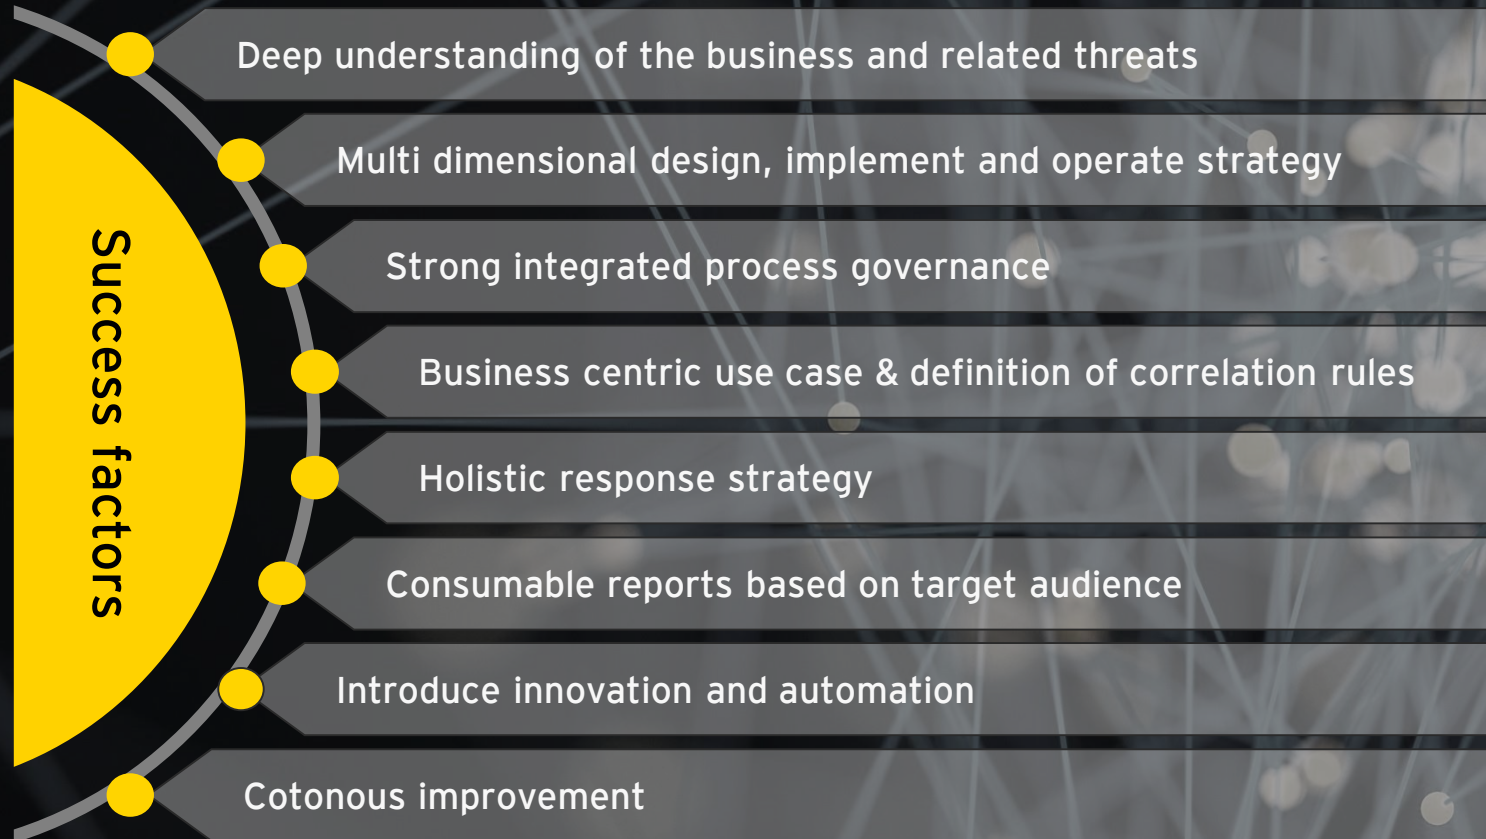 Success factors
Deep understanding of the business and related threats
Multi dimensional design, implement and operate strategy
Strong integrated process governance
Business centric use case & definition of correlation rules
Holistic response strategy
Consumable reports based on target audience
Introduce innovation and automation
Cotonous improvement